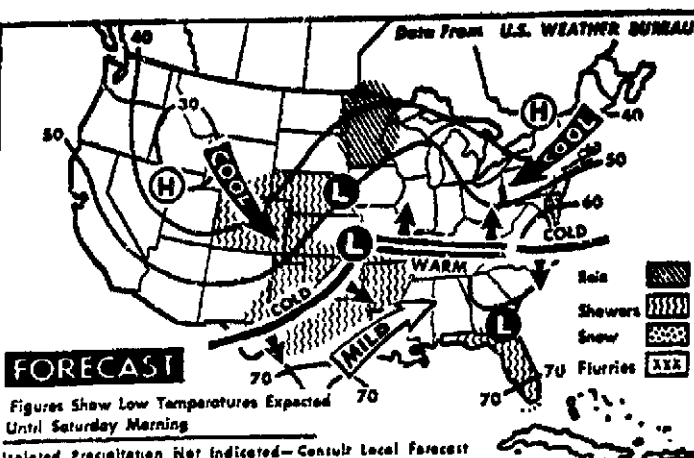 Data From U.S. WEATHER BUREAU
40
30
50
COOL
H
L
H
COOL
40
50
60
COLD
L
WARM
COLD
MILD
L
70
70
70
70
Rain
Showers
Snow
Flurries
FORECAST
Figures Show Low Temperatures Expected
Until Saturday Morning
Isolated Precipitation Not Indicated—Consult Local Forecast